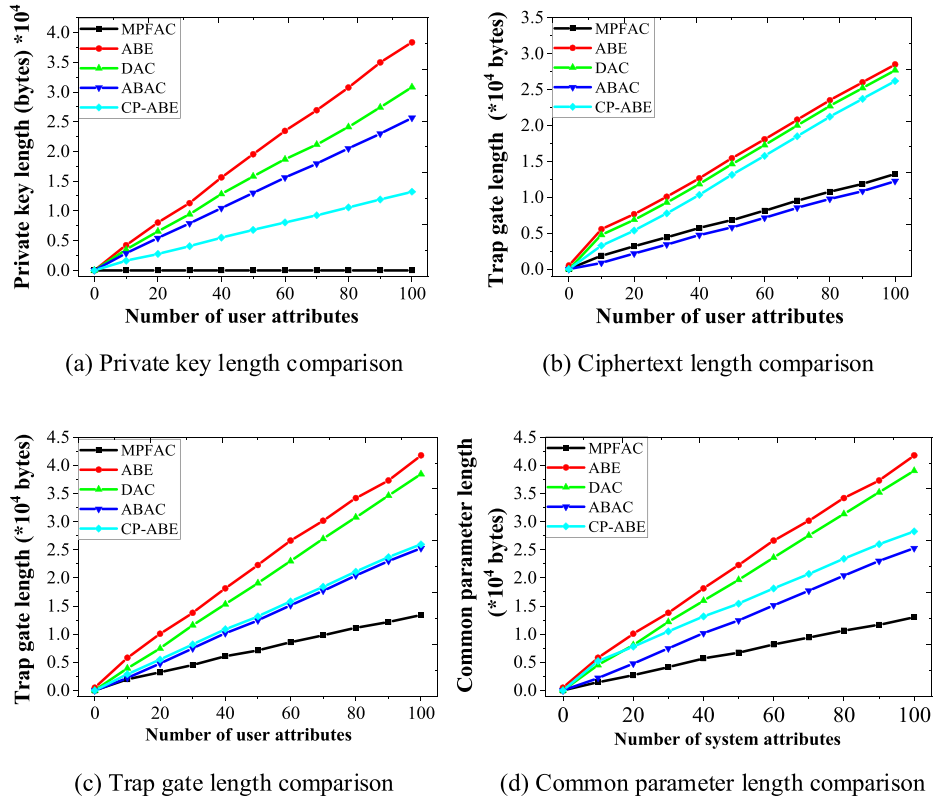 Private key length (bytes) *10⁴
4.0
3.5
3.0
2.5
2.0
1.5
1.0
0.5
0.0
MPFAC
ABE
DAC
ABAC
CP-ABE
0 20 40 60 80 100
Number of user attributes
(a) Private key length comparison
Trap gate length (*10⁴ bytes)
3.5
3.0
2.5
2.0
1.5
1.0
0.5
0.0
MPFAC
ABE
DAC
ABAC
CP-ABE
0 20 40 60 80 100
Number of user attributes
(b) Ciphertext length comparison
Trap gate length (*10⁴ bytes)
4.5
4.0
3.5
3.0
2.5
2.0
1.5
1.0
0.5
0.0
MPFAC
ABE
DAC
ABAC
CP-ABE
0 20 40 60 80 100
Number of user attributes
(c) Trap gate length comparison
Common parameter length
(*10⁴ bytes)
4.5
4.0
3.5
3.0
2.5
2.0
1.5
1.0
0.5
0.0
MPFAC
ABE
DAC
ABAC
CP-ABE
0 20 40 60 80 100
Number of system attributes
(d) Common parameter length comparison